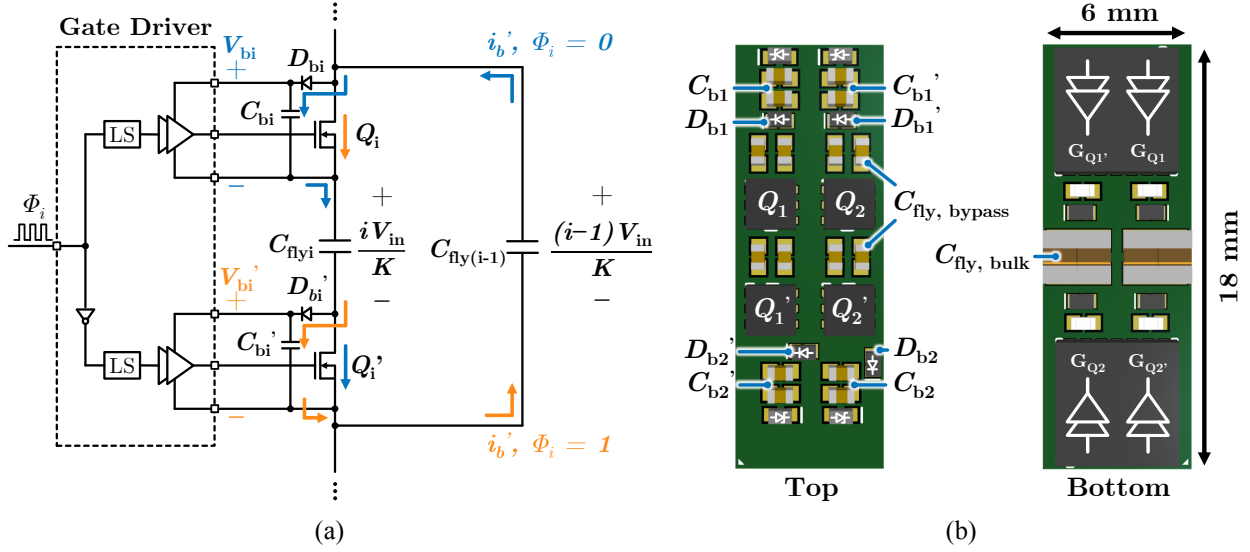 Gate Driver
V_bi
+
D_bi
i_b', Φ_i = 0
C_bi
LS
Q_i
−
Φ_i
+
C_flyi
iV_in
K
−
C_fly(i-1)
+
(i−1)V_in
K
−
V_bi'
+
D_bi'
C_bi'
LS
Q_i'
−
i_b', Φ_i = 1
(a)
C_b1
C_b1'
D_b1
D_b1'
Q_1
Q_2
C_fly, bypass
Q_1'
Q_2'
D_b2'
D_b2
C_b2'
C_b2
Top
6 mm
G_Q1'
G_Q1
C_fly, bulk
18 mm
G_Q2
G_Q2'
Bottom
(b)